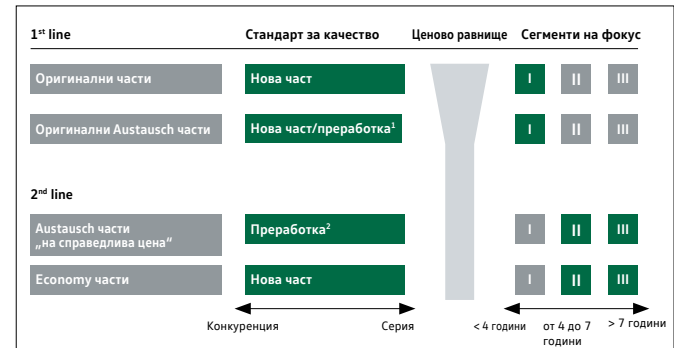 1st line Стандарт за качество Ценово равнище Сегменти на фокус
Оригинални части Нова част I II III
Оригинални Austausch части Нова част/преработка1 I II III
2nd line
Austausch части
„на справедлива цена“ Преработка2 I II III
Economy части Нова част I II III
Конкуренция Серия < 4 години от 4 до 7
години > 7 години